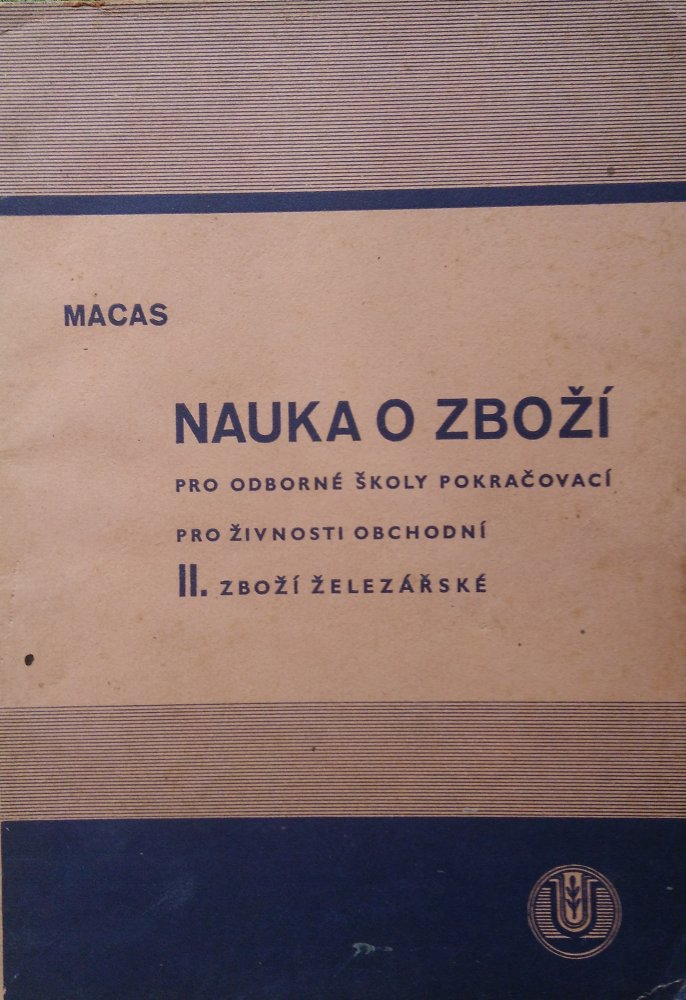 MACAS
NAUKA O ZBOŽÍ
PRO ODBORNÉ ŠKOLY POKRAČOVACÍ
PRO ŽIVNOSTI OBCHODNÍ
II. ZBOŽÍ ŽELEZÁŘSKÉ